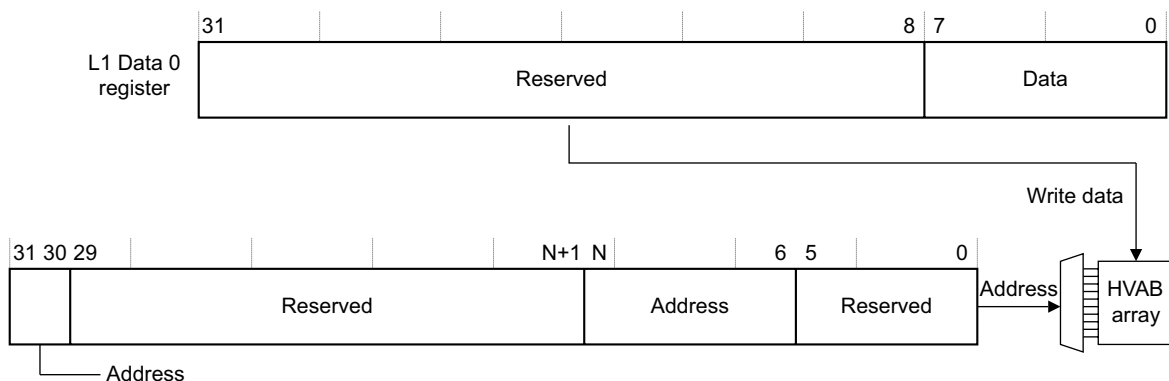 31 8 7 0
L1 Data 0
register
Reserved Data
Write data
31 30 29 N+1 N 6 5 0
Reserved Address Reserved
Address
HVAB
array
Address